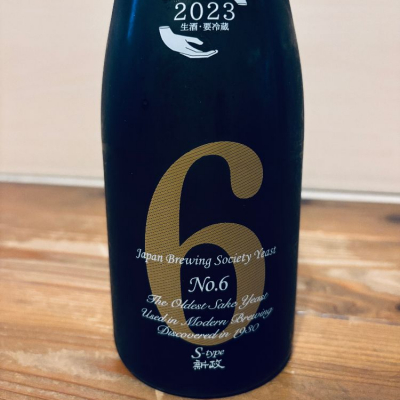 2023
生酒・要冷蔵
6
Japan Brewing Society Yeast
No.6
The Oldest Sake Yeast
Used in Modern Brewing
Discovered in 1930
S-type
新政